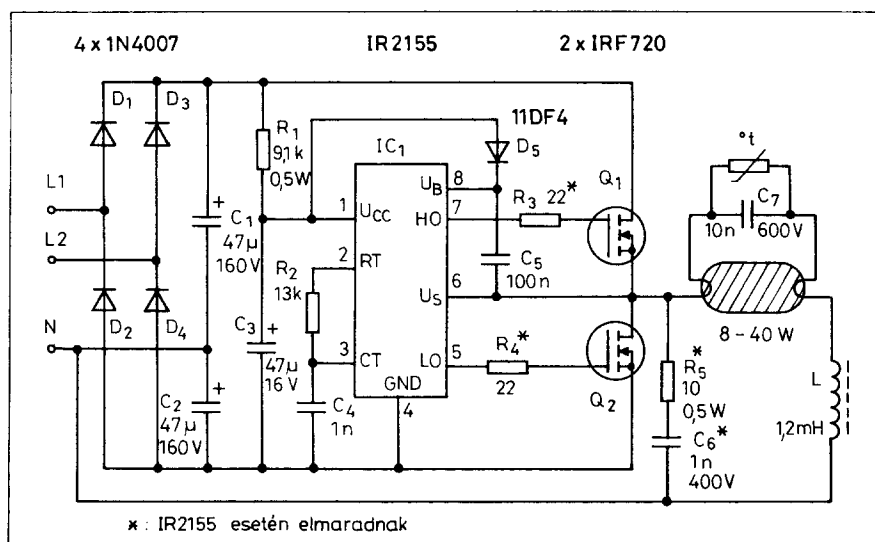 4 x 1N4007
IR2155
2 x IRF720
D1
D3
R1
9,1k
0,5W
IC1
11DF4
D5
°t
L1
L2
N
C1
47µ
160V
UCC
1
UB
8
HO
7
R3
22*
Q1
C7
10n
600V
R2
13k
2
RT
C5
100n
US
6
8 – 40 W
D2
D4
C3
47µ
16V
3
CT
LO
5
R4*
22
Q2
R5*
10
0,5W
L
1,2mH
GND
4
C2
47µ
160V
C4
1n
C6*
1n
400V
* : IR2155 esetén elmaradnak